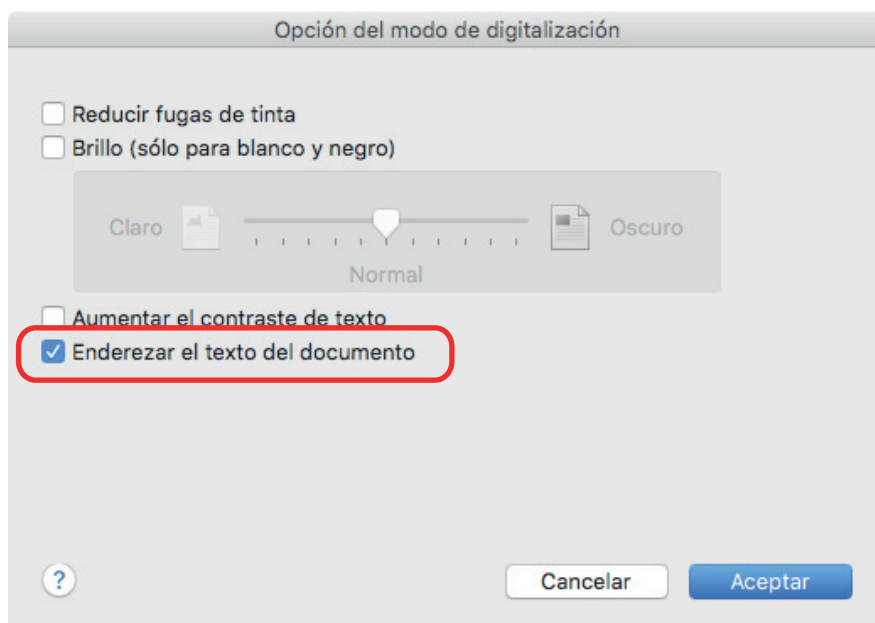 Opción del modo de digitalización
Reducir fugas de tinta
Brillo (sólo para blanco y negro)
Claro Oscuro
Normal
Aumentar el contraste de texto
Enderezar el texto del documento
? Cancelar Aceptar